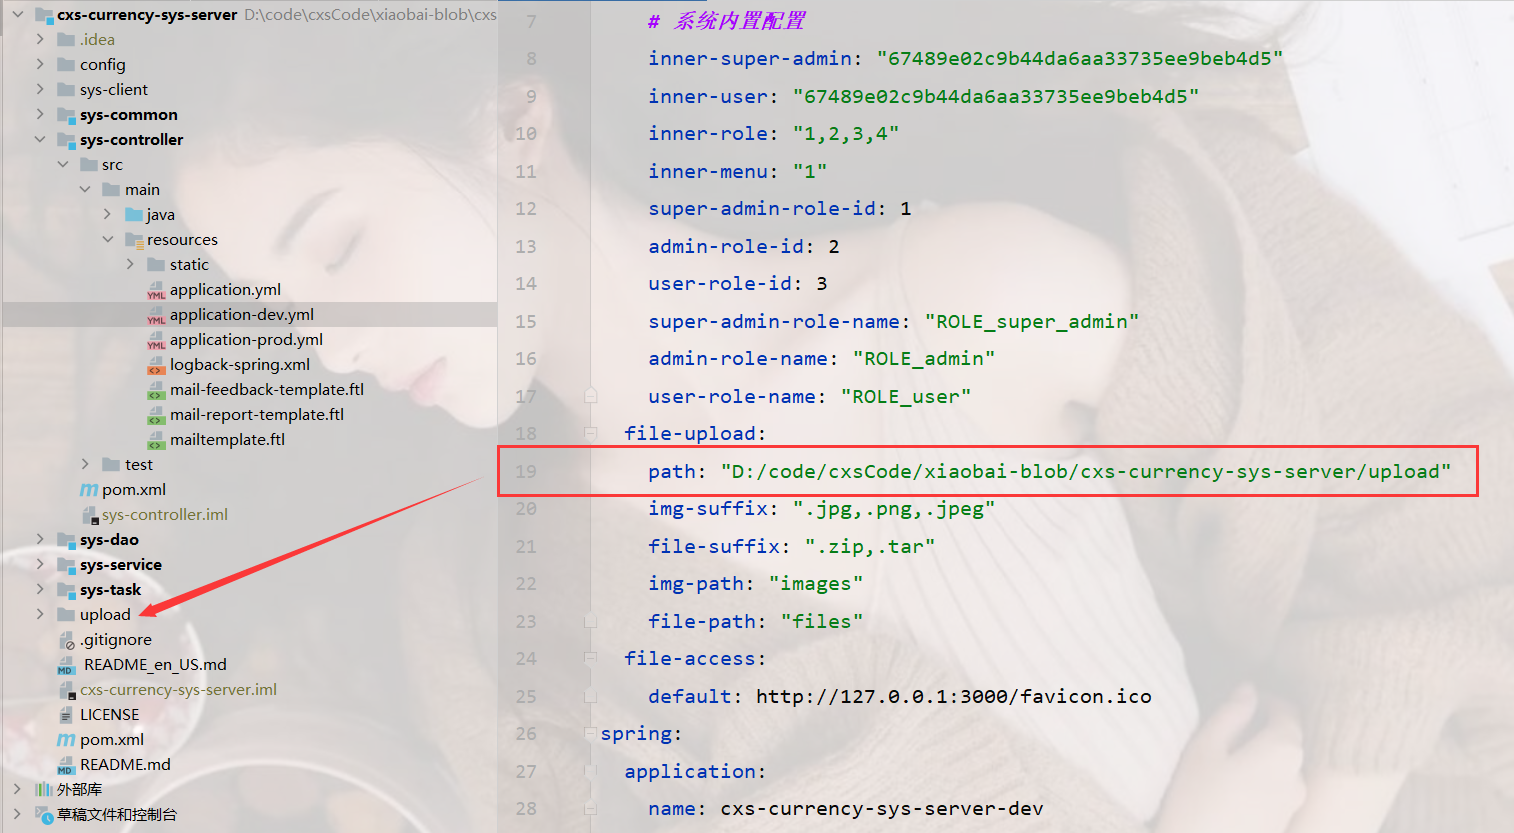 cxs-currency-sys-server D:\code\cxsCode\xiaobai-blob\cxs
.idea
config
sys-client
sys-common
sys-controller
src
main
java
resources
static
application.yml
application-dev.yml
application-prod.yml
logback-spring.xml
mail-feedback-template.ftl
mail-report-template.ftl
mailtemplate.ftl
test
pom.xml
sys-controller.iml
sys-dao
sys-service
sys-task
upload
.gitignore
README_en_US.md
cxs-currency-sys-server.iml
LICENSE
pom.xml
README.md
外部库
草稿文件和控制台
7 # 系统内置配置
8 inner-super-admin: "67489e02c9b44da6aa33735ee9beb4d5"
9 inner-user: "67489e02c9b44da6aa33735ee9beb4d5"
10 inner-role: "1,2,3,4"
11 inner-menu: "1"
12 super-admin-role-id: 1
13 admin-role-id: 2
14 user-role-id: 3
15 super-admin-role-name: "ROLE_super_admin"
16 admin-role-name: "ROLE_admin"
17 user-role-name: "ROLE_user"
18 file-upload:
19 path: "D:/code/cxsCode/xiaobai-blob/cxs-currency-sys-server/upload"
20 img-suffix: ".jpg,.png,.jpeg"
21 file-suffix: ".zip,.tar"
22 img-path: "images"
23 file-path: "files"
24 file-access:
25 default: http://127.0.0.1:3000/favicon.ico
26 spring:
27 application:
28 name: cxs-currency-sys-server-dev